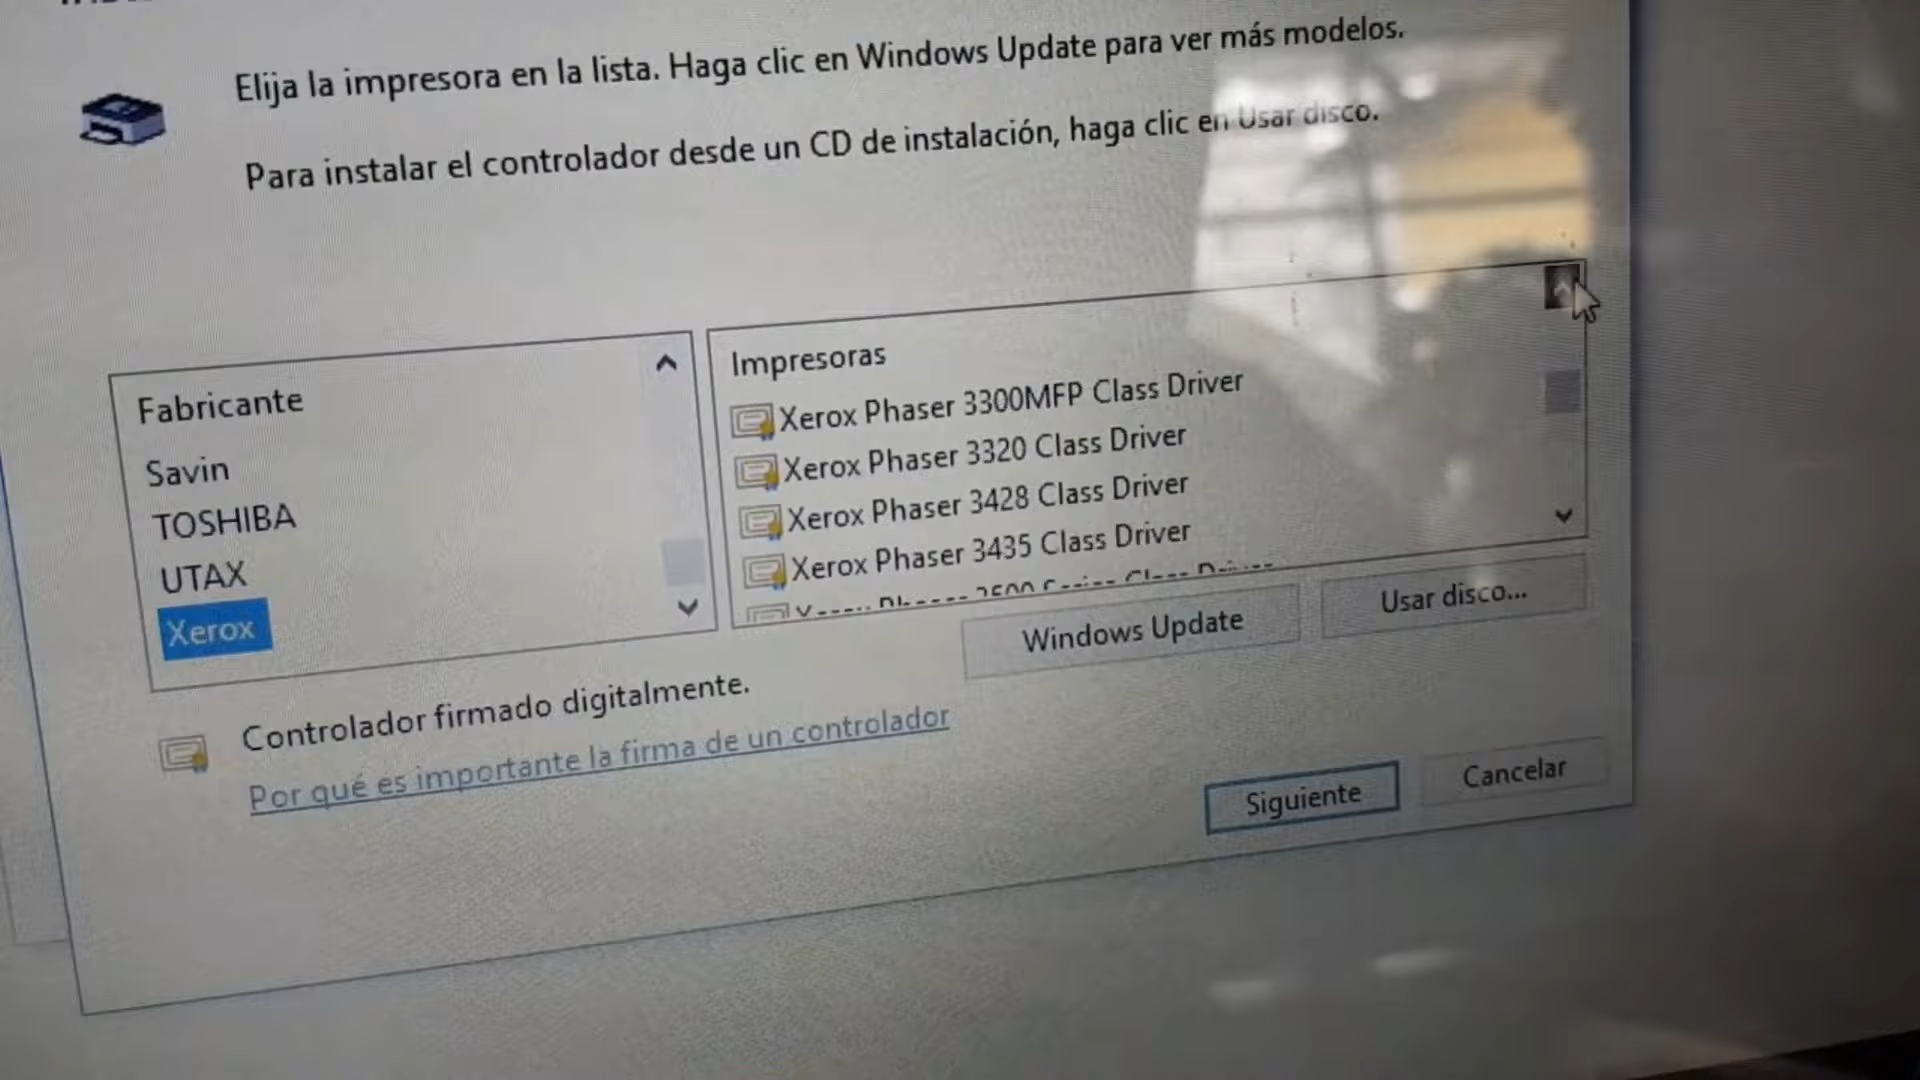 Elija la impresora en la lista. Haga clic en Windows Update para ver más modelos.
Para instalar el controlador desde un CD de instalación, haga clic en Usar disco.
Fabricante
Savin
TOSHIBA
UTAX
Xerox
Impresoras
Xerox Phaser 3300MFP Class Driver
Xerox Phaser 3320 Class Driver
Xerox Phaser 3428 Class Driver
Xerox Phaser 3435 Class Driver
Windows Update
Usar disco...
Controlador firmado digitalmente.
Por qué es importante la firma de un controlador
Siguiente
Cancelar